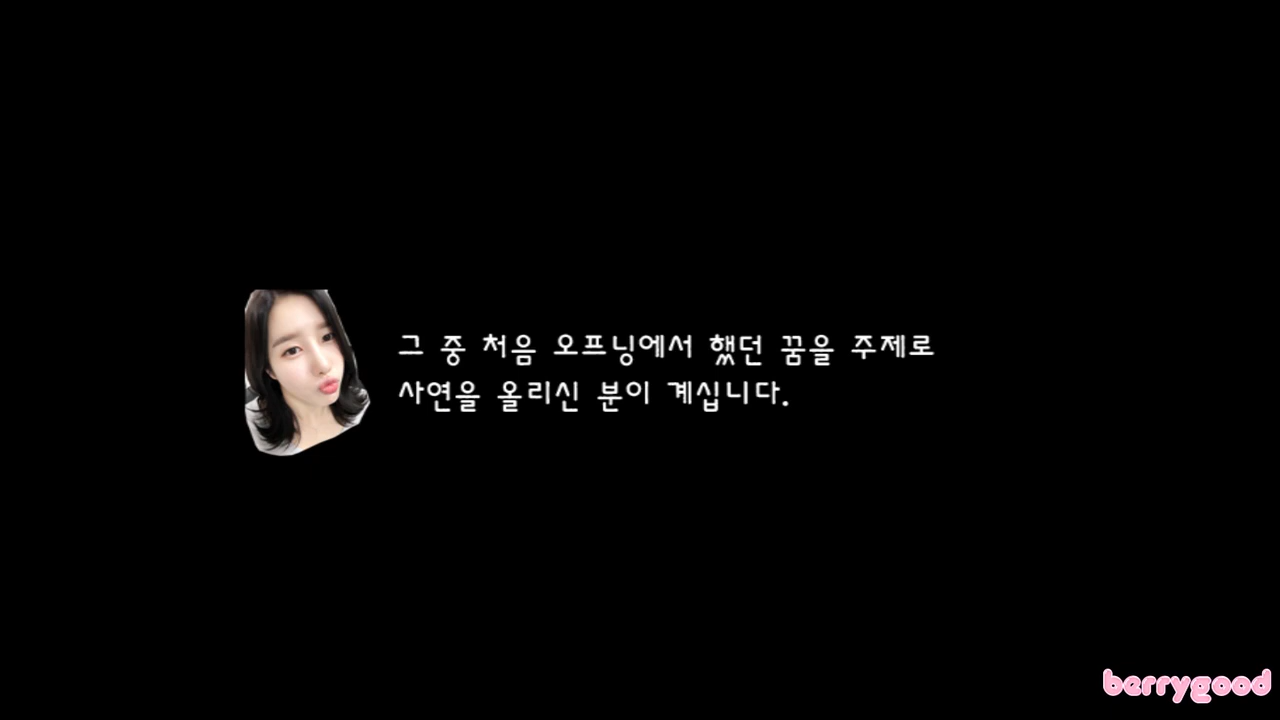 그 중 처음 오프닝에서 했던 꿈을 주제로
사연을 올리신 분이 계십니다.
berrygood